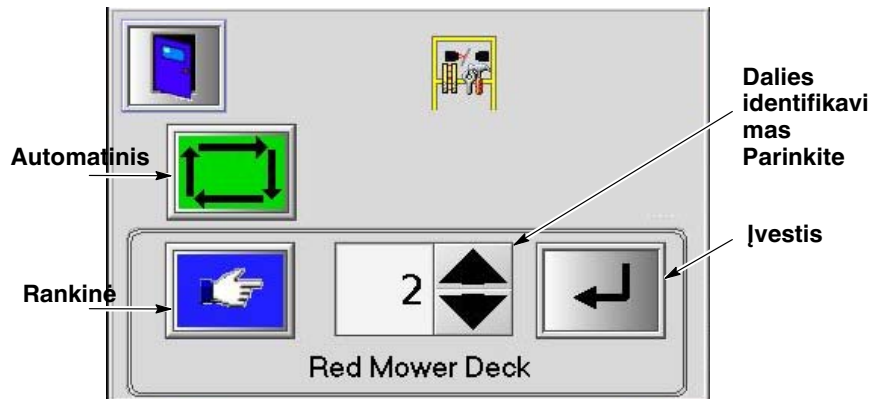 Dalies
identifikavi
mas
Parinkite
Automatinis
Įvestis
Rankinė
2
Red Mower Deck